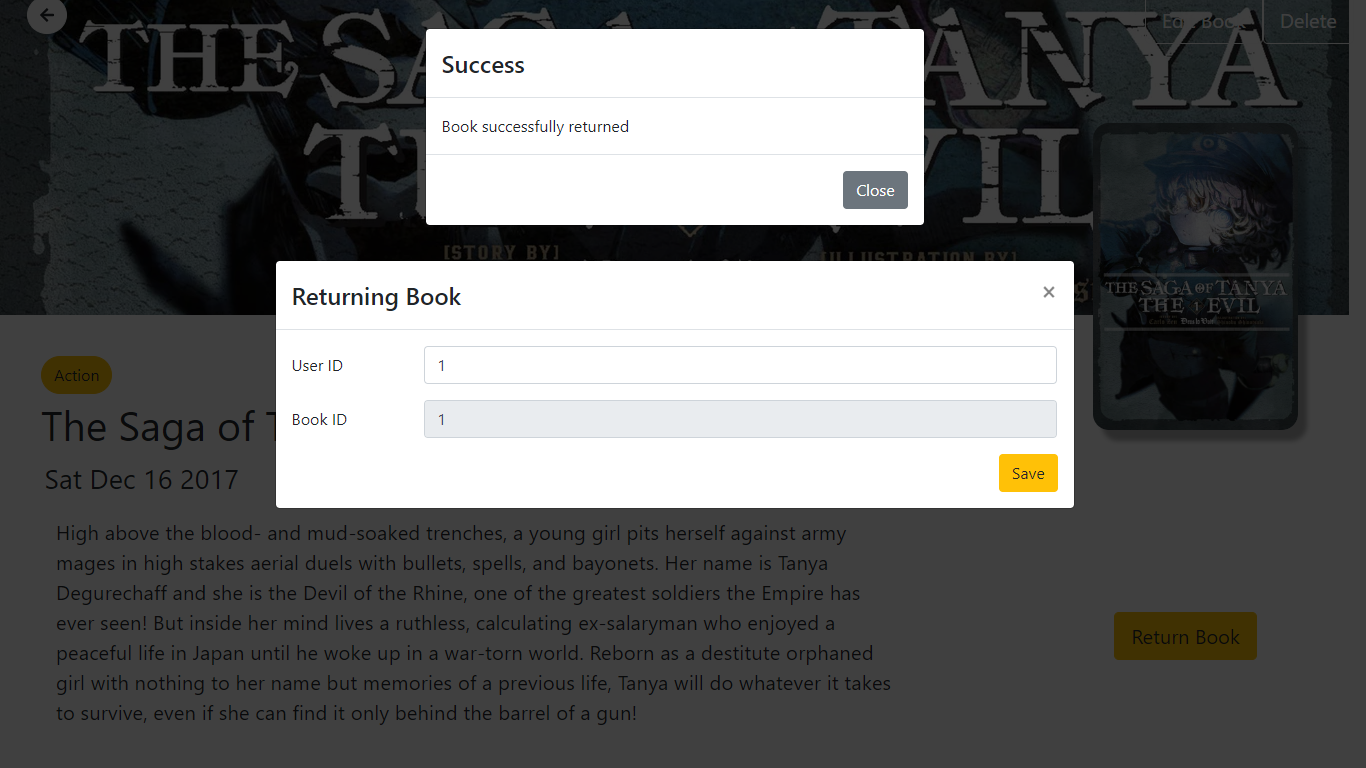 THE SAGA OF TANYA
THE EVIL
Edit Book
Delete
Success
Book successfully returned
Close
[STORY BY]
[ILLUSTRATION BY]
Returning Book
×
User ID
1
Book ID
1
Save
THE SAGA OF TANYA
THE EVIL
1
Action
The Saga of T
Sat Dec 16 2017
High above the blood- and mud-soaked trenches, a young girl pits herself against army
mages in high stakes aerial duels with bullets, spells, and bayonets. Her name is Tanya
Degurechaff and she is the Devil of the Rhine, one of the greatest soldiers the Empire has
ever seen! But inside her mind lives a ruthless, calculating ex-salaryman who enjoyed a
peaceful life in Japan until he woke up in a war-torn world. Reborn as a destitute orphaned
girl with nothing to her name but memories of a previous life, Tanya will do whatever it takes
to survive, even if she can find it only behind the barrel of a gun!
Return Book